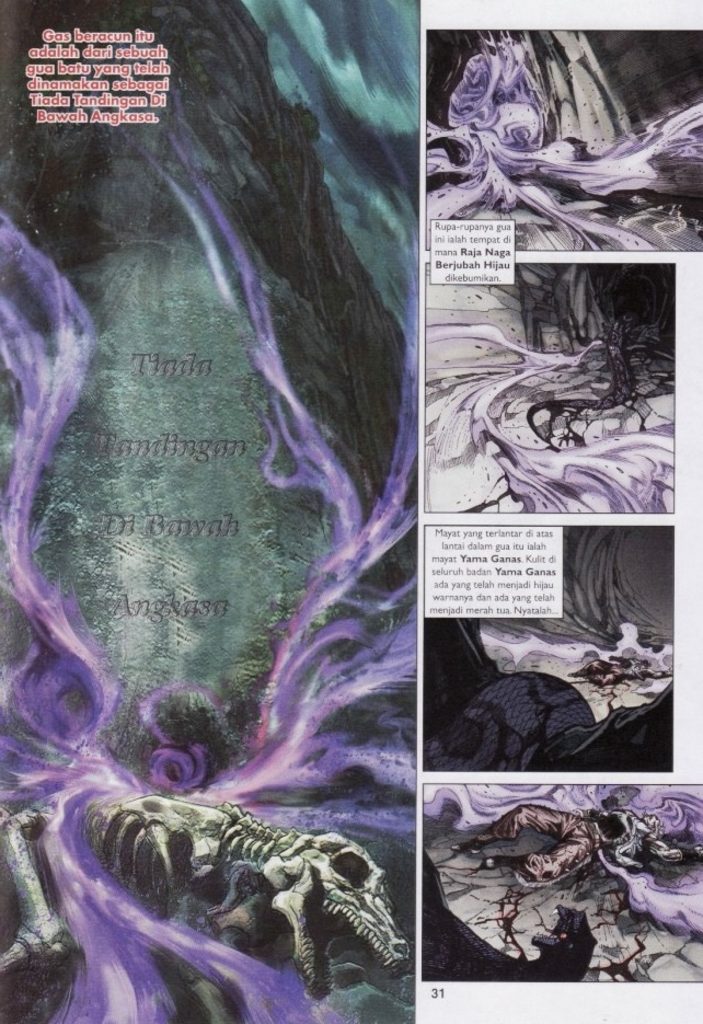 Gas beracun itu
adalah dari sebuah
gua batu yang telah
dinamakan sebagai
Tiada Tandingan Di
Bawah Angkasa.
Tiada
Tandingan
Di Bawah
Angkasa
Rupa-rupanya gua
ini ialah tempat di
mana Raja Naga
Berjubah Hijau
dikebumikan.
Mayat yang terlantar di atas
lantai dalam gua itu ialah
mayat Yama Ganas. Kulit di
seluruh badan Yama Ganas
ada yang telah menjadi hijau
warnanya dan ada yang telah
menjadi merah tua. Nyatalah...
31